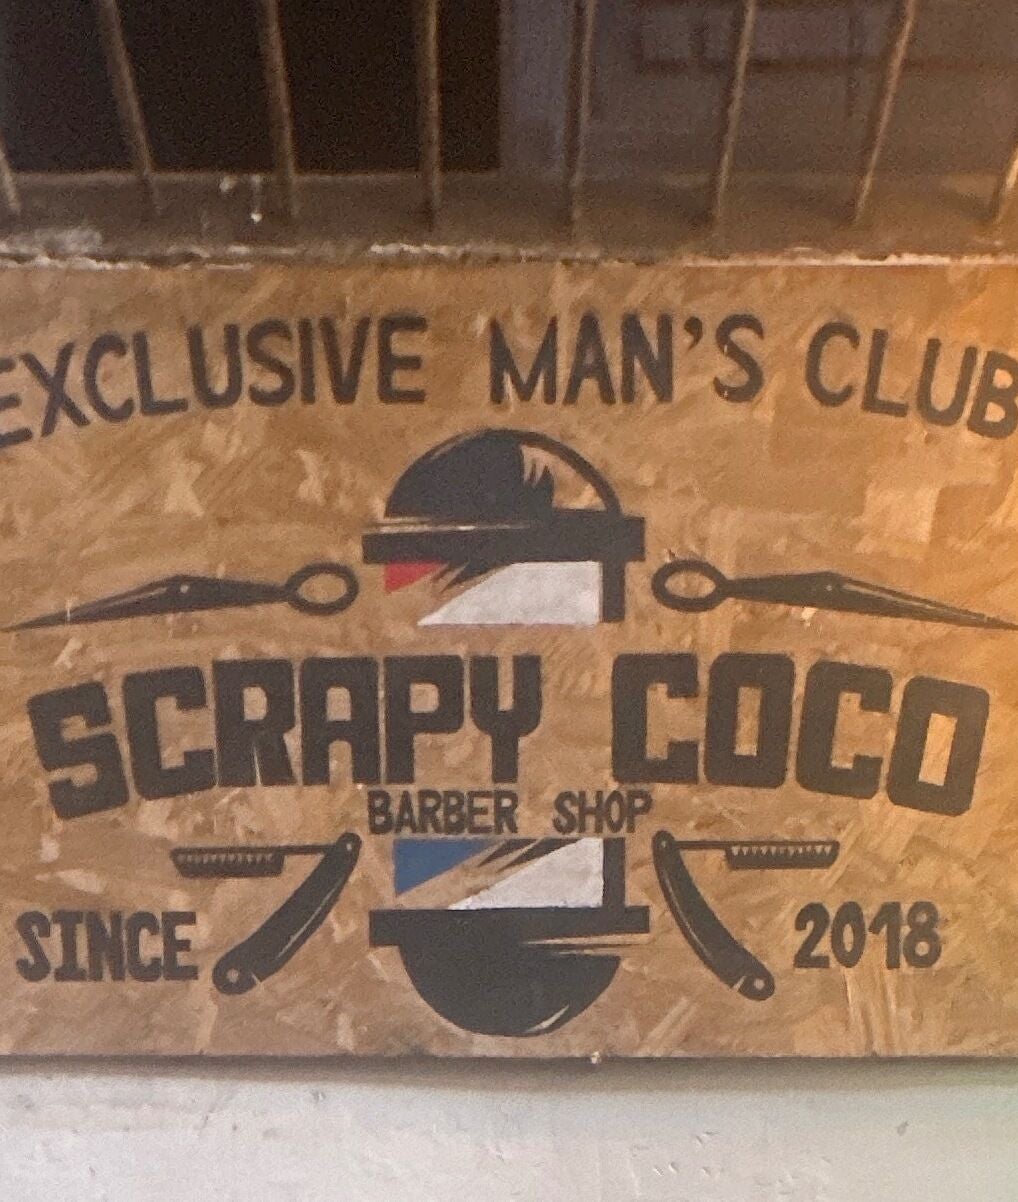 EXCLUSIVE MAN'S CLUB
SCRAPY COCO
BARBER SHOP
SINCE 2018